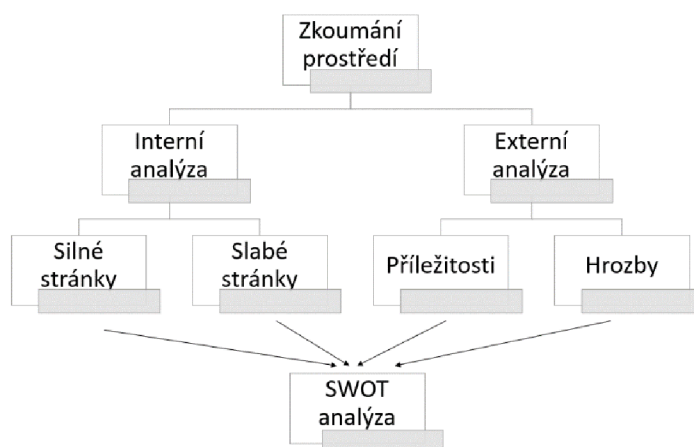 Zkoumání
prostředí
Interní
analýza
Externí
analýza
Silné
stránky
Slabé
stránky
Příležitosti
Hrozby
SWOT
analýza